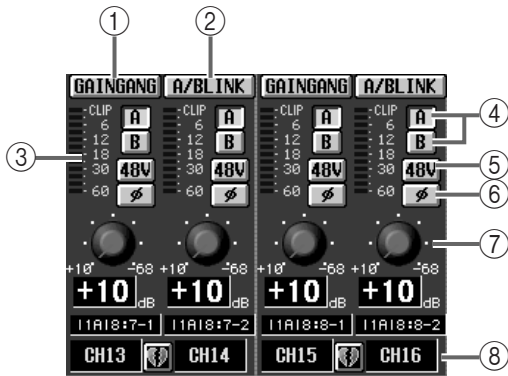 ① ②
GAINGANG A/BLINK GAINGANG A/BLINK
CLIP A CLIP A CLIP A CLIP A ④
6 6 6 6
12 B 12 B 12 B 12 B
③ 18 18 18 18
30 48V 30 48V 30 48V 30 48V ⑤
60 ø 60 ø 60 ø 60 ø ⑥
⑦
+10 -68 +10 -68 +10 -68 +10 -68
+10 dB +10 dB +10 dB +10 dB
I1AI8:7-1 I1AI8:7-2 I1AI8:8-1 I1AI8:8-2
CH13 CH14 CH15 CH16 ⑧